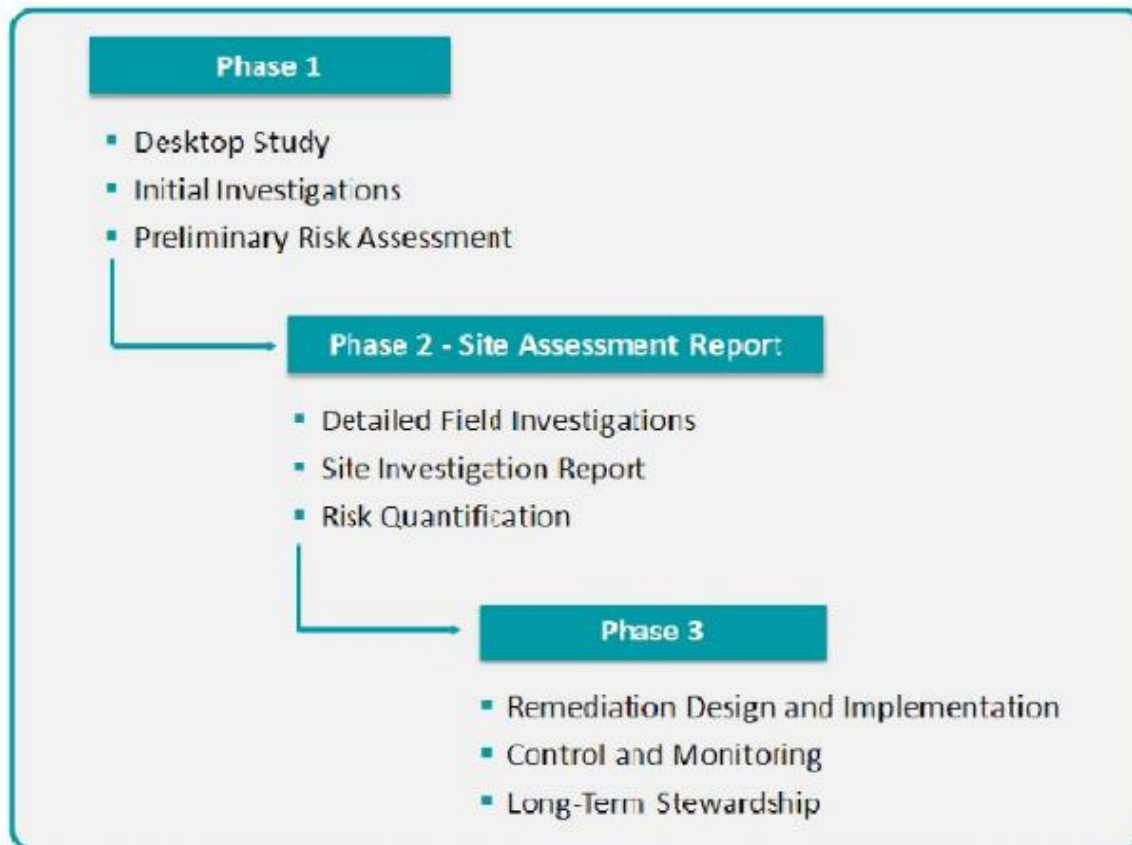 Phase 1
▪ Desktop Study
▪ Initial Investigations
▪ Preliminary Risk Assessment
Phase 2 - Site Assessment Report
▪ Detailed Field Investigations
▪ Site Investigation Report
▪ Risk Quantification
Phase 3
▪ Remediation Design and Implementation
▪ Control and Monitoring
▪ Long-Term Stewardship